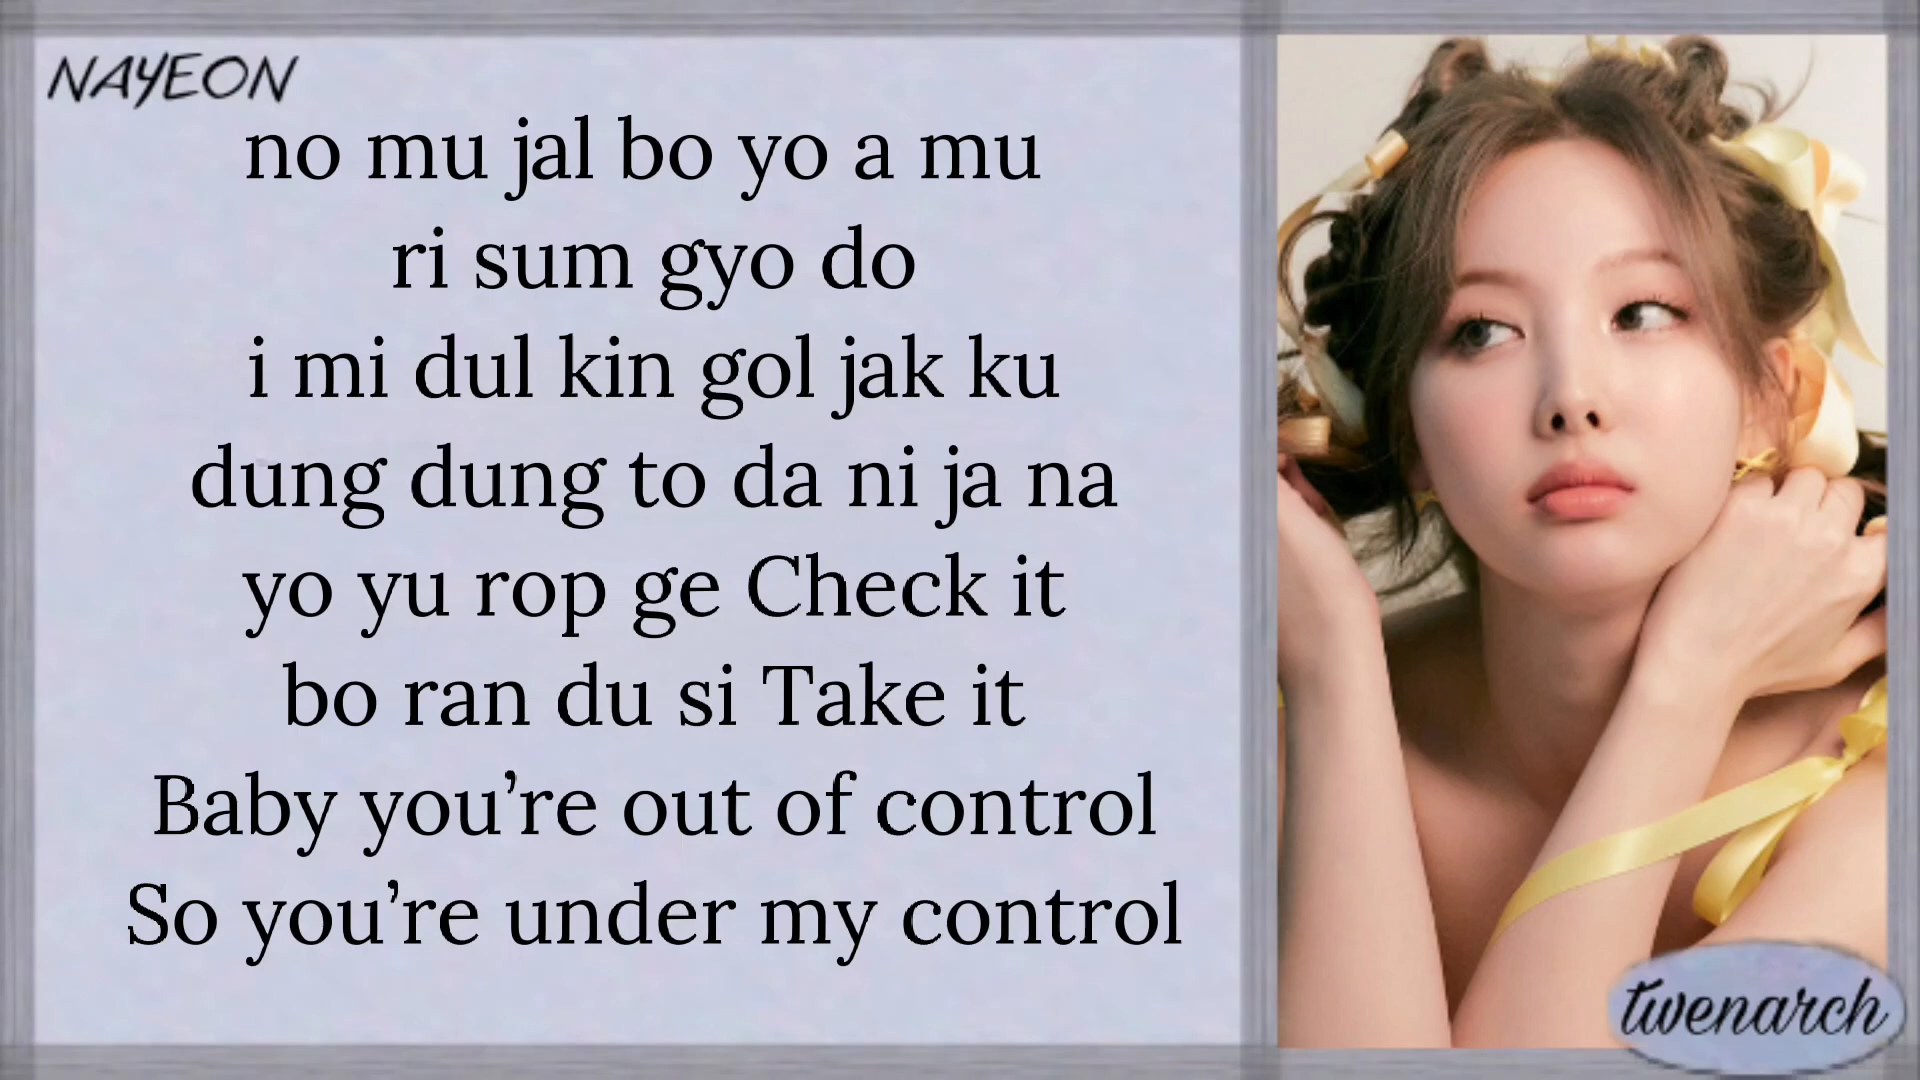 NAYEON
no mu jal bo yo a mu
ri sum gyo do
i mi dul kin gol jak ku
dung dung to da ni ja na
yo yu rop ge Check it
bo ran du si Take it
Baby you’re out of control
So you’re under my control
twenarch